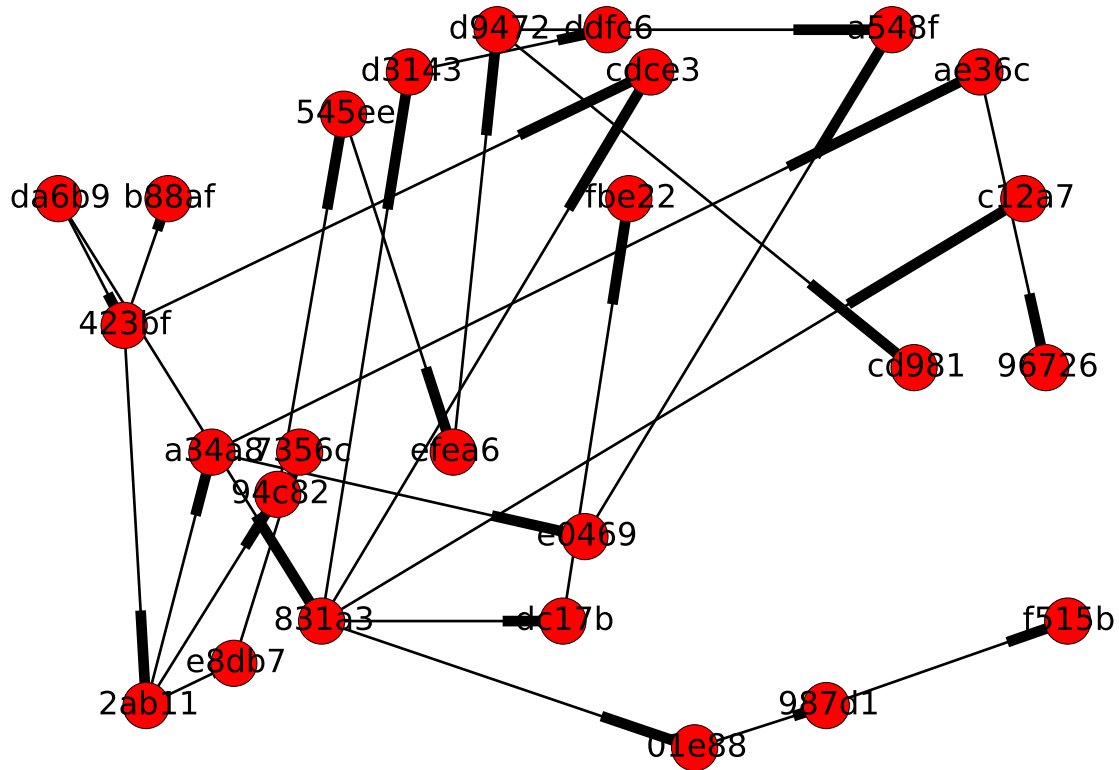 d9472
ddfc6
a548f
d3143
cdce3
ae36c
545ee
da6b9
b88af
fbe22
c12a7
423bf
cd981
96726
a34a8
7356c
efea6
94c82
e0469
831a3
dc17b
f515b
e8db7
2ab11
987d1
01e88